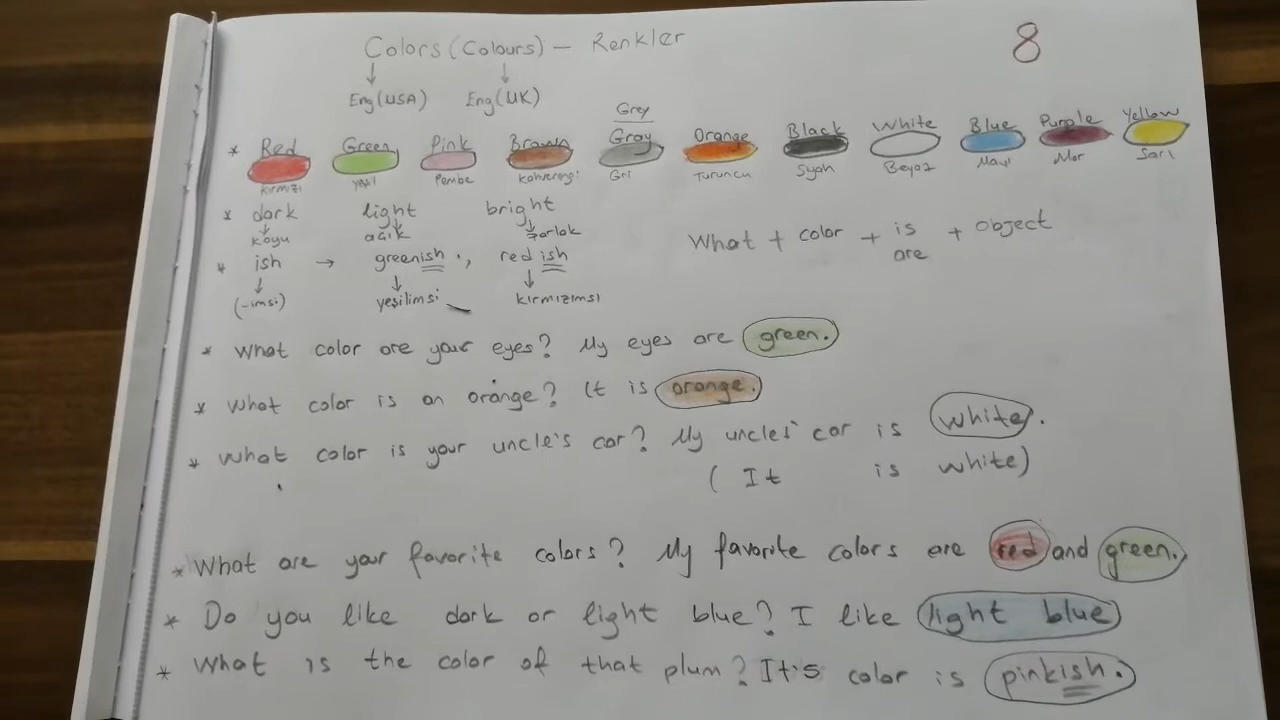 Colors (Colours) — Renkler
8
Eng(USA) Eng(UK)
Grey
* Red Green Pink Brown Gray Orange Black White Blue Purple Yellow
Kırmızı Yeşil Pembe Kahverengi Gri Turuncu Siyah Beyaz Mavi Mor Sarı
* dark light bright
koyu açık parlak
What + color + is + object
are
* ish → greenish., redish
(-ımsi) yeşilimsi kırmızımsı
* What color are your eyes? My eyes are green.
* What color is an orange? It is orange.
* What color is your uncle's car? My uncles' car is white.
( It is white)
* What are your favorite colors? My favorite colors are red and green.
* Do you like dark or light blue? I like light blue
* What is the color of that plum? It's color is pinkish.